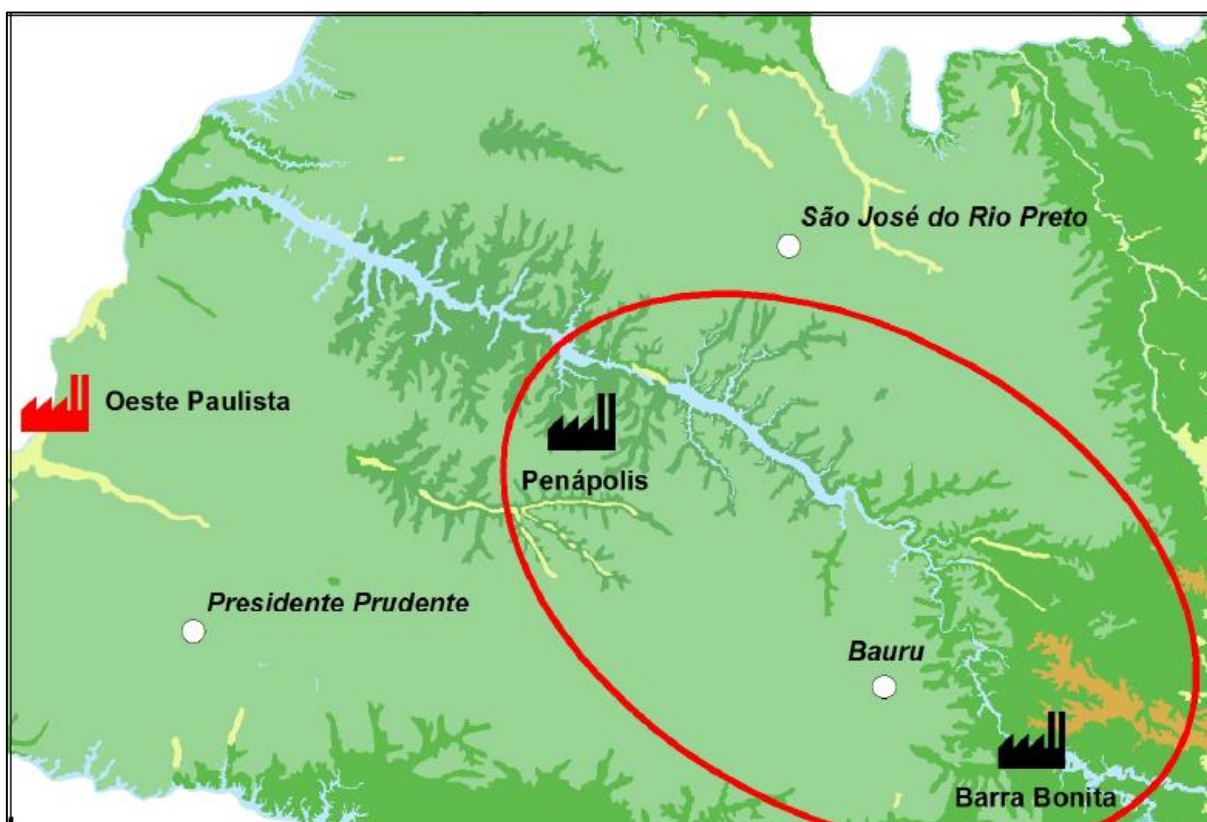 São José do Rio Preto
Oeste Paulista
Penápolis
Presidente Prudente
Bauru
Barra Bonita